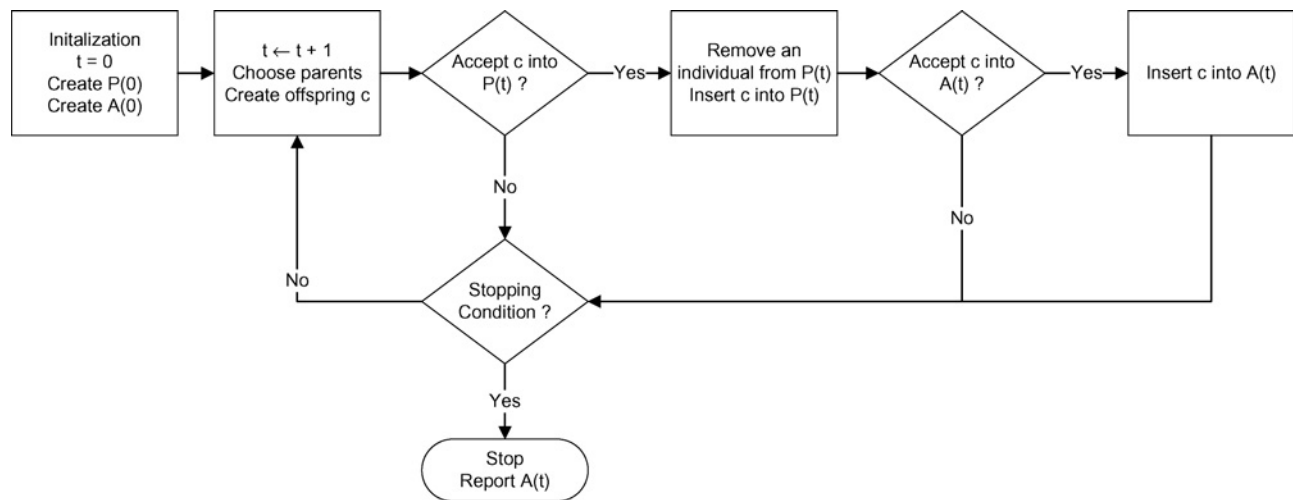 Initalization
t = 0
Create P(0)
Create A(0)
t ← t + 1
Choose parents
Create offspring c
Accept c into
P(t) ?
Yes
Remove an
individual from P(t)
Insert c into P(t)
Accept c into
A(t) ?
Yes
Insert c into A(t)
No
No
No
Stopping
Condition ?
Yes
Stop
Report A(t)